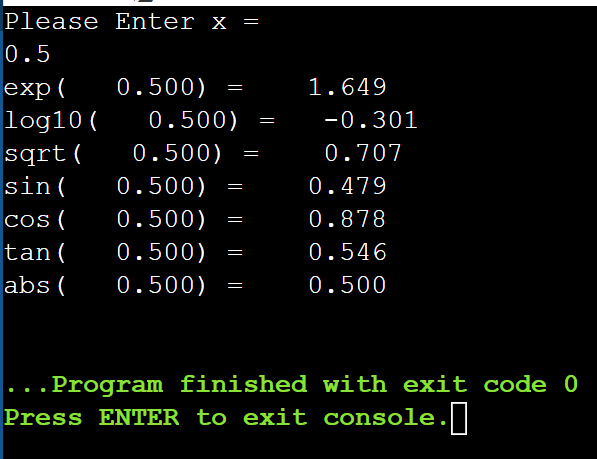 Please Enter x =
0.5
exp(   0.500) =    1.649
log10(   0.500) =   -0.301
sqrt(   0.500) =    0.707
sin(   0.500) =    0.479
cos(   0.500) =    0.878
tan(   0.500) =    0.546
abs(   0.500) =    0.500
...Program finished with exit code 0
Press ENTER to exit console.